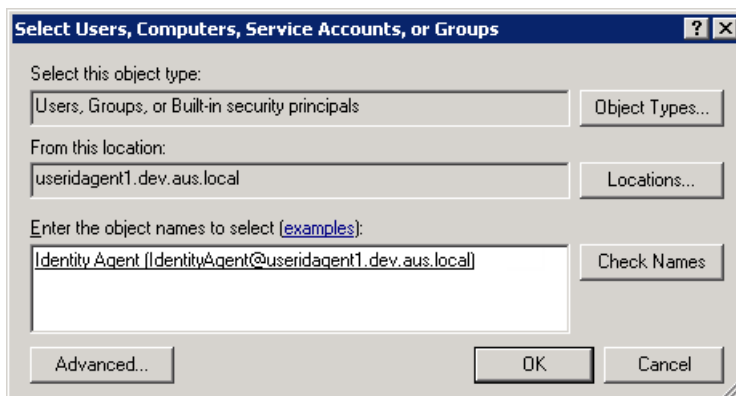 Select Users, Computers, Service Accounts, or Groups
? X
Select this object type:
Users, Groups, or Built-in security principals
Object Types...
From this location:
useridagent1.dev.aus.local
Locations...
Enter the object names to select (examples):
Identity Agent (IdentityAgent@useridagent1.dev.aus.local)
Check Names
Advanced...
OK
Cancel